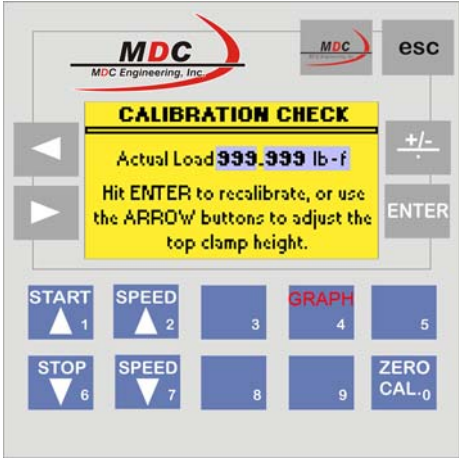 MDC
MDC Engineering, Inc.
MDC
esc
CALIBRATION CHECK
Actual Load 999.999 lb-f
Hit ENTER to recalibrate, or use
the ARROW buttons to adjust the
top clamp height.
+/-
ENTER
START
1
SPEED
2
3
GRAPH
4
5
STOP
6
SPEED
7
8
9
ZERO
CAL.0